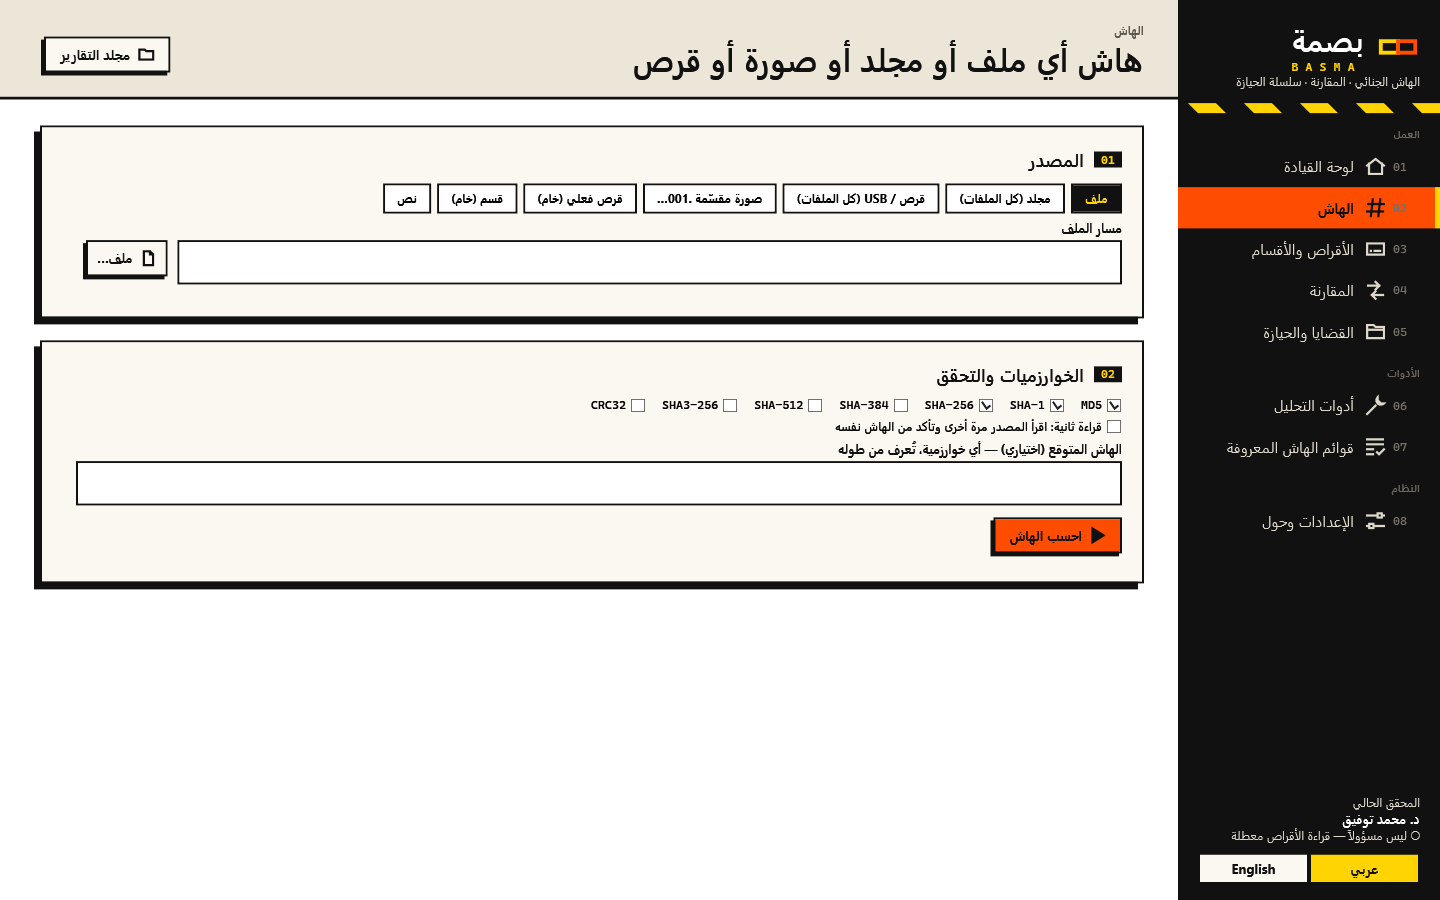 بصمة
BASMA
الهاش الجنائي · المقارنة · سلسلة الحيازة
العمل
01 لوحة القيادة
02 الهاش
03 الأقراص والأقسام
04 المقارنة
05 القضايا والحيازة
الأدوات
06 أدوات التحليل
07 قوائم الهاش المعروفة
النظام
08 الإعدادات وحول
المحقق الحالي
د. محمد توفيق
ليس مسؤولاً — قراءة الأقراص معطلة
عربي
English
الهاش
هاش أي ملف أو مجلد أو صورة أو قرص
مجلد التقارير
01 المصدر
ملف
مجلد (كل الملفات)
قرص / USB (كل الملفات)
صورة مقسّمة .001...
قرص فعلي (خام)
قسم (خام)
نص
مسار الملف
ملف...
02 الخوارزميات والتحقق
MD5 SHA-1 SHA-256 SHA-384 SHA-512 SHA3-256 CRC32
قراءة ثانية: اقرأ المصدر مرة أخرى وتأكد من الهاش نفسه
الهاش المتوقع (اختياري) — أي خوارزمية، تُعرف من طوله
احسب الهاش